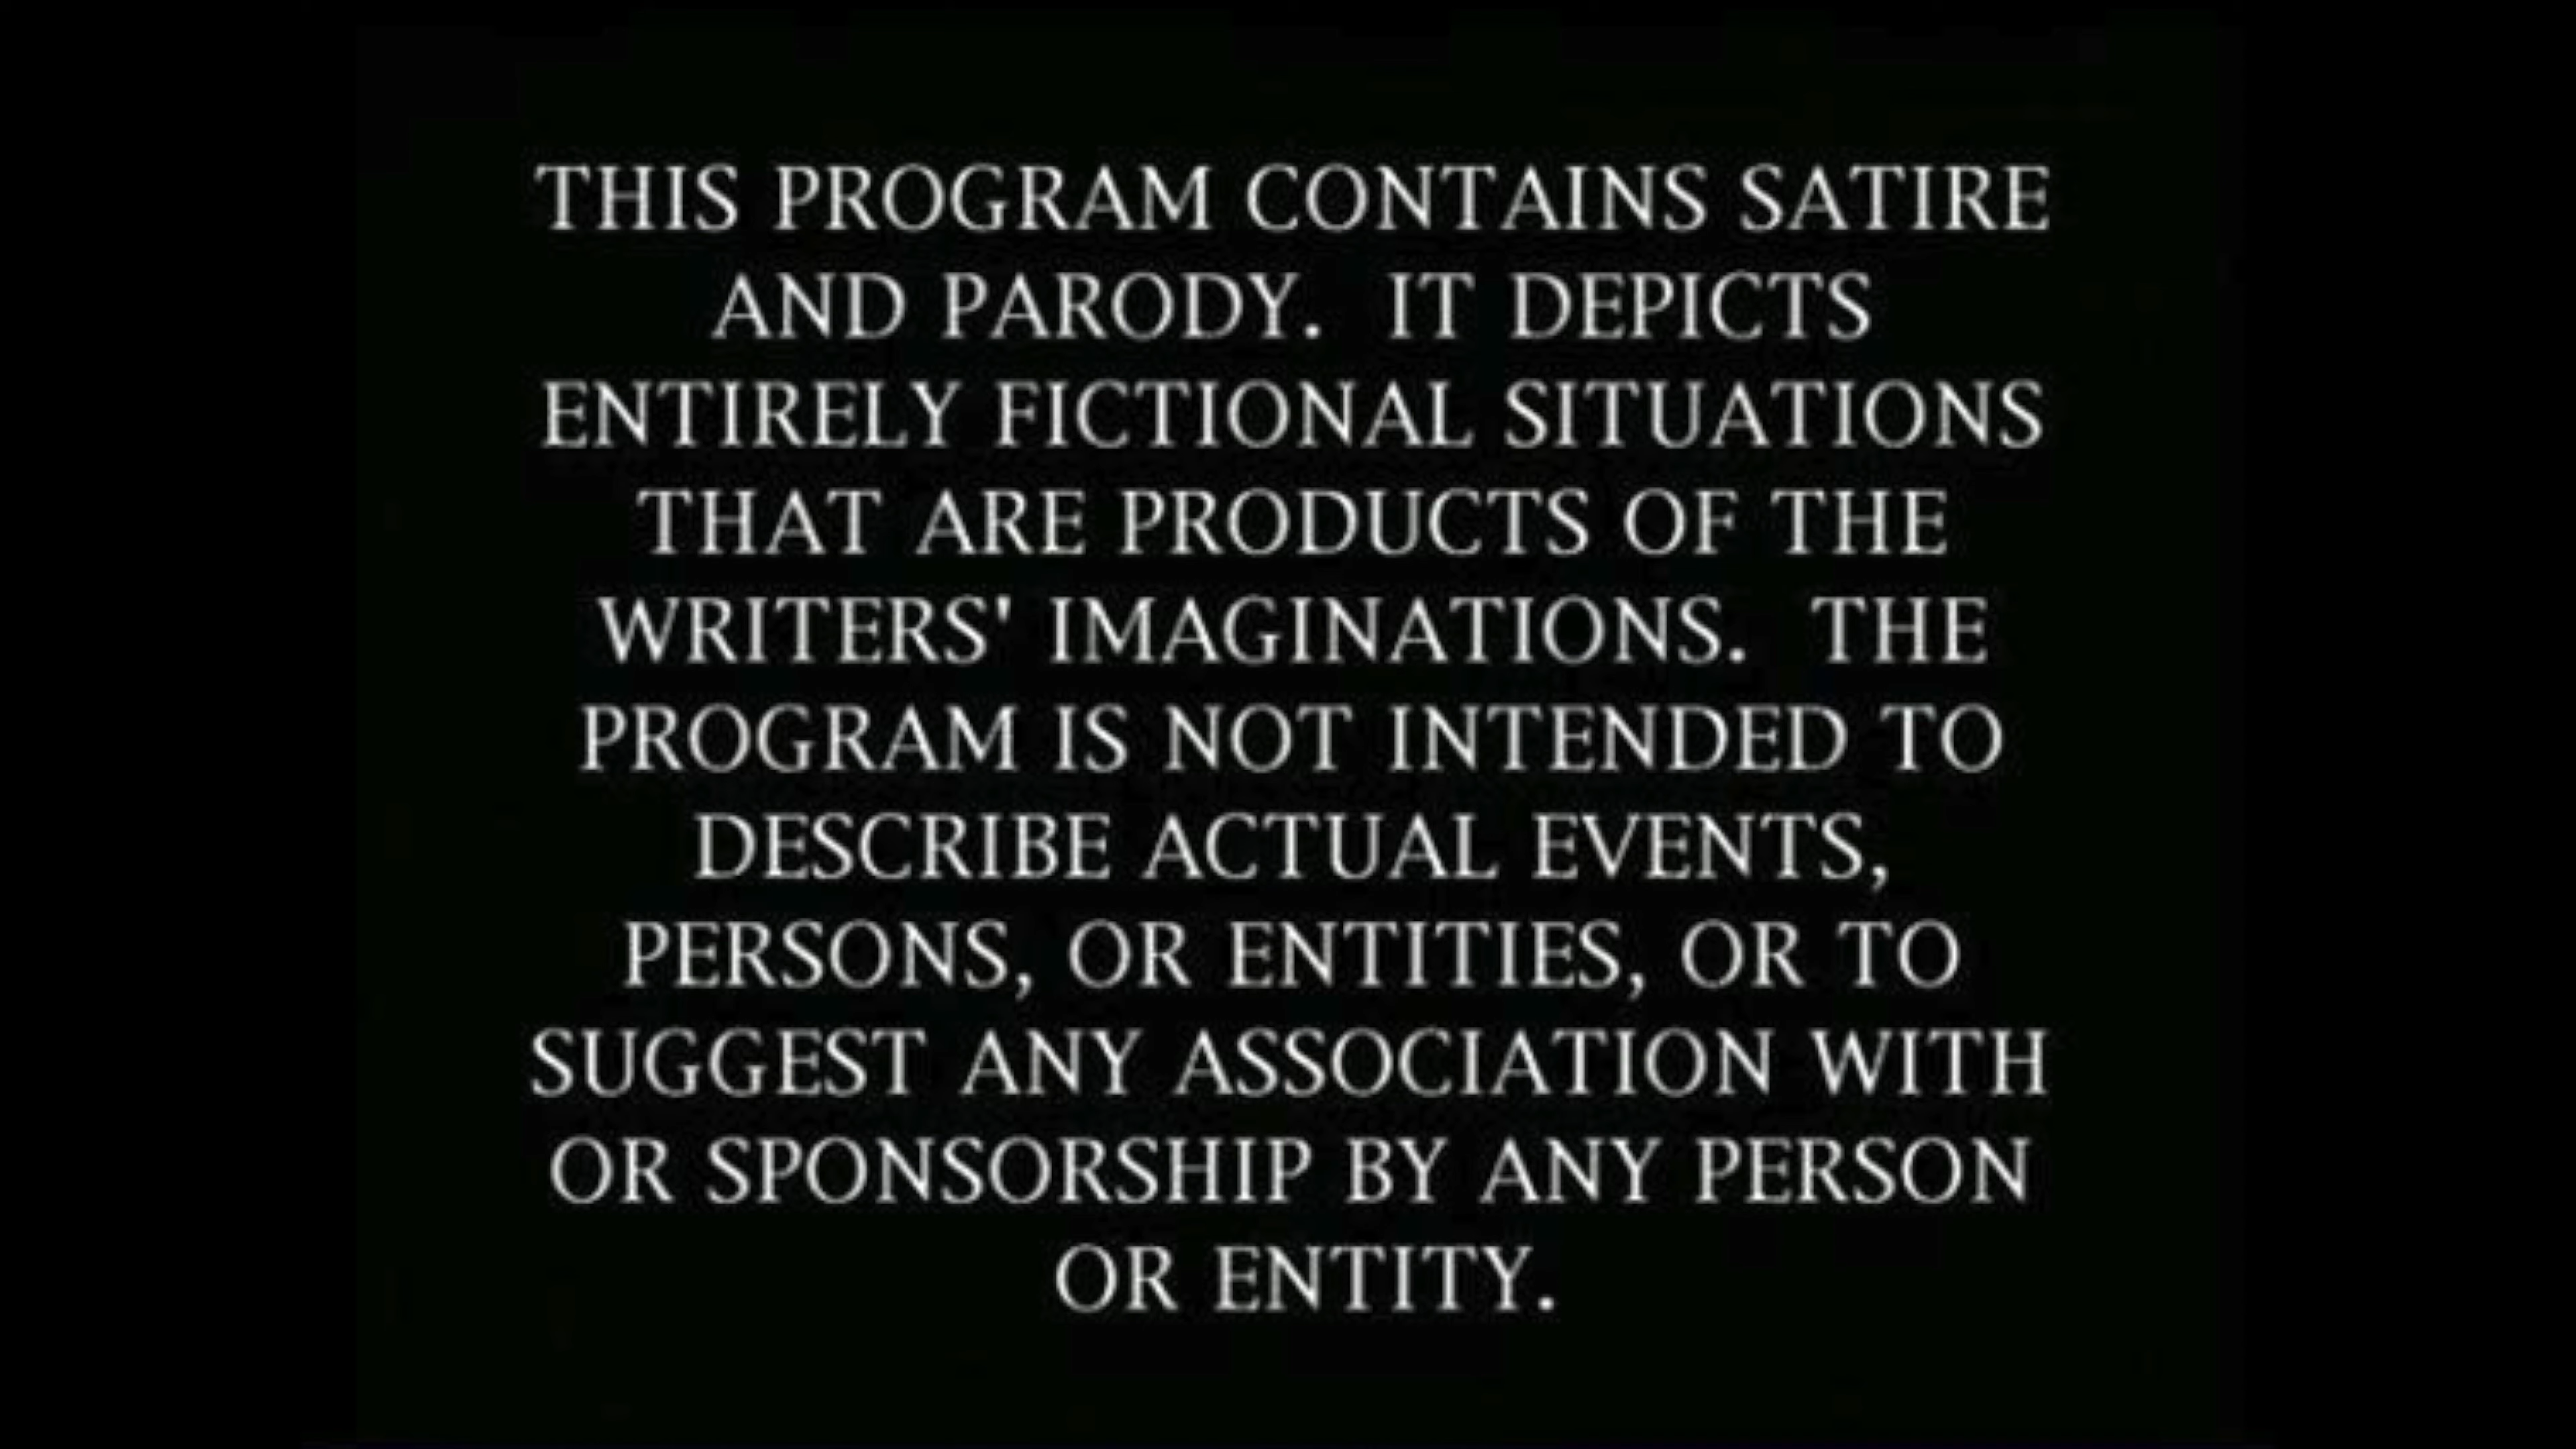 THIS PROGRAM CONTAINS SATIRE
AND PARODY.  IT DEPICTS
ENTIRELY FICTIONAL SITUATIONS
THAT ARE PRODUCTS OF THE
WRITERS' IMAGINATIONS.  THE
PROGRAM IS NOT INTENDED TO
DESCRIBE ACTUAL EVENTS,
PERSONS, OR ENTITIES, OR TO
SUGGEST ANY ASSOCIATION WITH
OR SPONSORSHIP BY ANY PERSON
OR ENTITY.